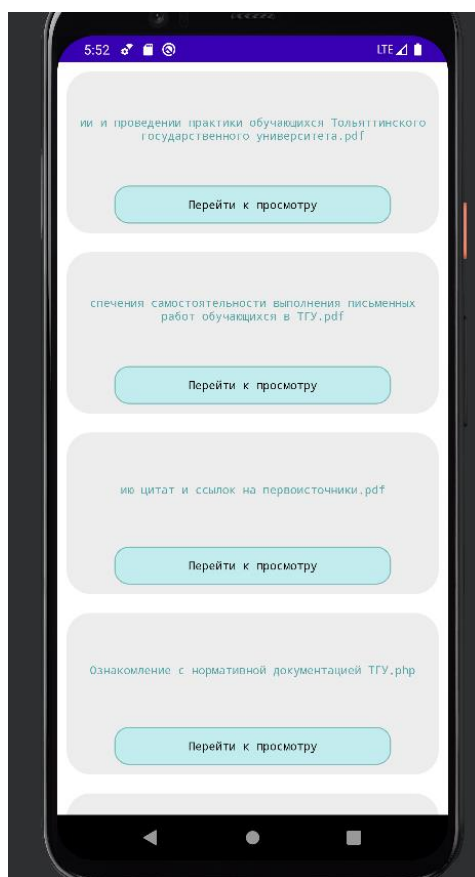 5:52
LTE
ии и проведении практики обучающихся Тольяттинского
государственного университета.pdf
Перейти к просмотру
спечения самостоятельности выполнения письменных
работ обучающихся в ТГУ.pdf
Перейти к просмотру
ию цитат и ссылок на первоисточники.pdf
Перейти к просмотру
Ознакомление с нормативной документацией ТГУ.php
Перейти к просмотру